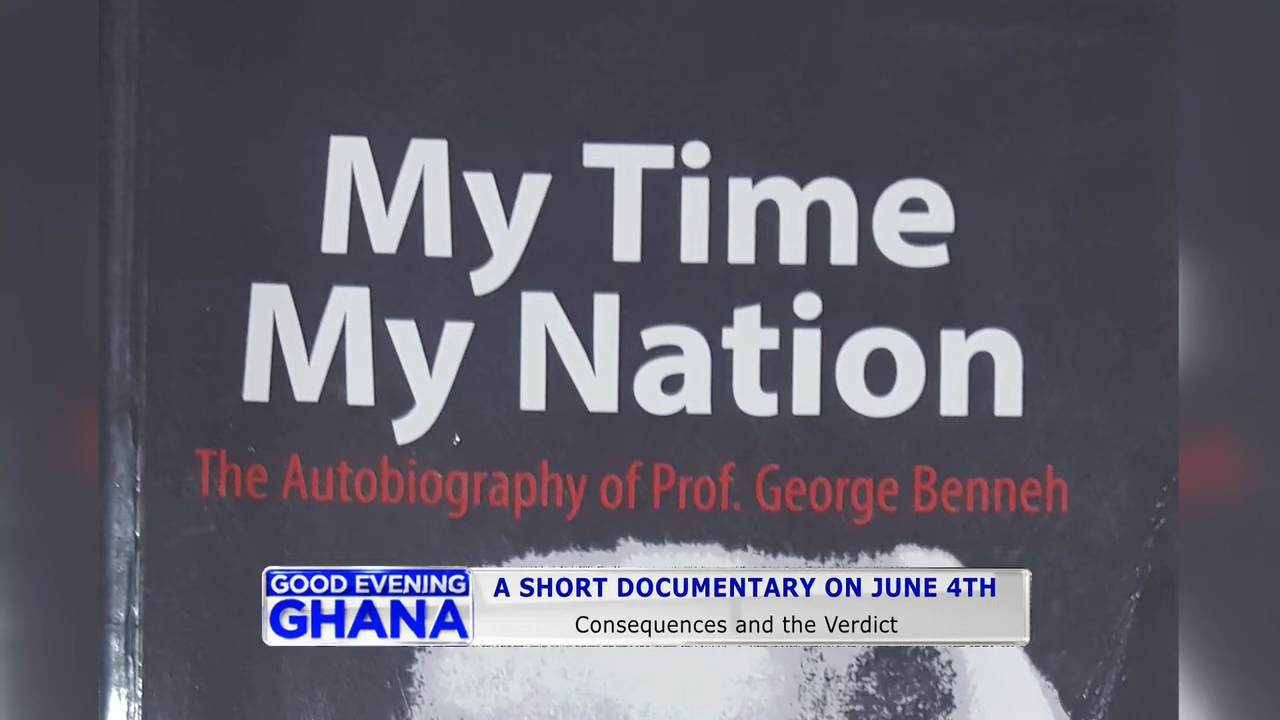 My Time
My Nation
The Autobiography of Prof. George Benneh
GOOD EVENING
GHANA
A SHORT DOCUMENTARY ON JUNE 4TH
Consequences and the Verdict